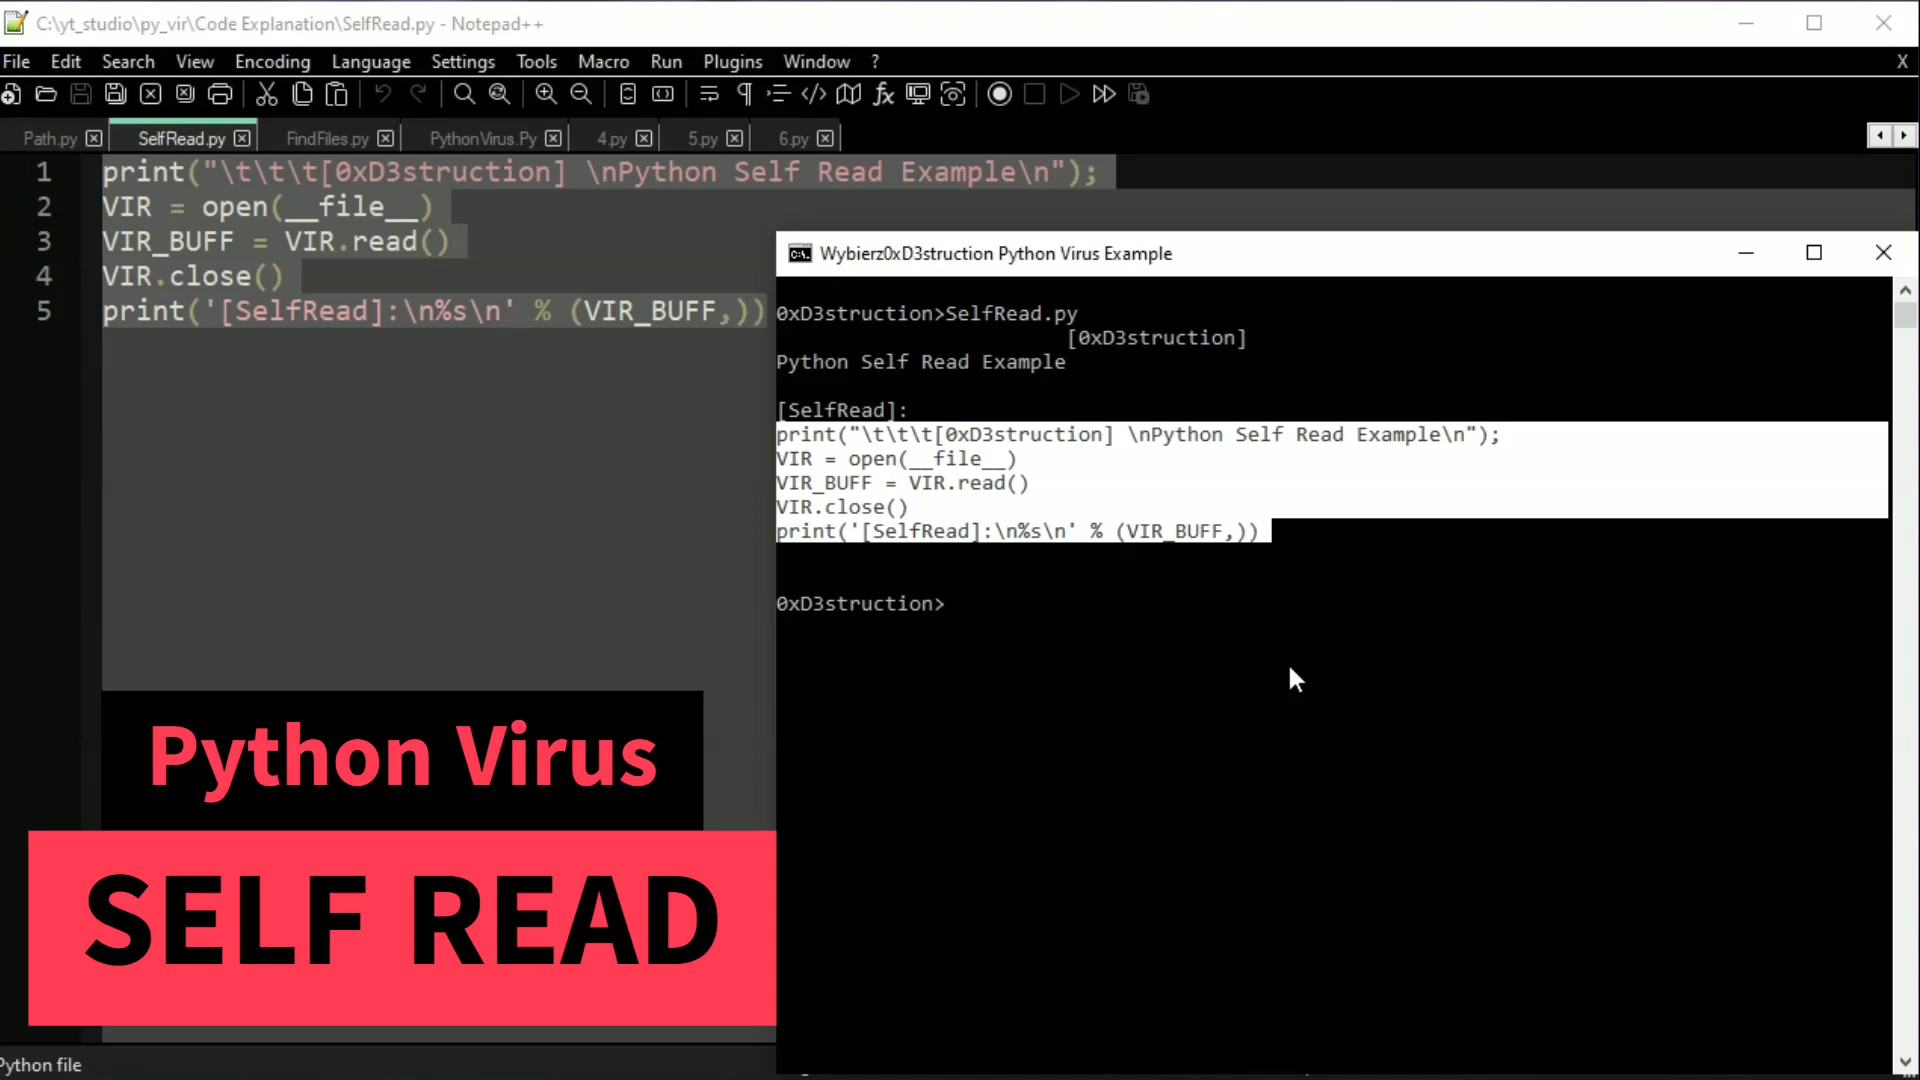 C:\yt_studio\py_vir\Code Explanation\SelfRead.py - Notepad++
File Edit Search View Encoding Language Settings Tools Macro Run Plugins Window ? X
Path.py SelfRead.py FindFiles.py PythonVirus.Py 4.py 5.py 6.py
1 print("\t\t\t[0xD3struction] \nPython Self Read Example\n");
2 VIR = open(__file__)
3 VIR_BUFF = VIR.read()
4 VIR.close()
5 print('[SelfRead]:\n%s\n' % (VIR_BUFF,))
Wybierz0xD3struction Python Virus Example
0xD3struction>SelfRead.py
[0xD3struction]
Python Self Read Example
[SelfRead]:
print("\t\t\t[0xD3struction] \nPython Self Read Example\n");
VIR = open(__file__)
VIR_BUFF = VIR.read()
VIR.close()
print('[SelfRead]:\n%s\n' % (VIR_BUFF,))
0xD3struction>
Python Virus
SELF READ
Python file